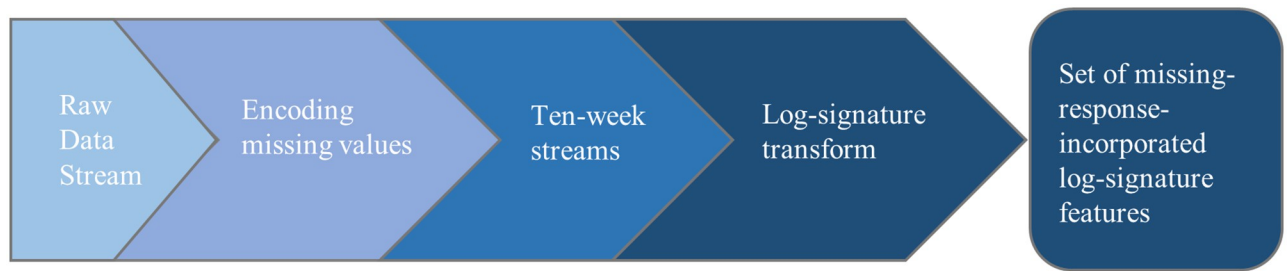 Raw
Data
Stream
Encoding
missing values
Ten-week
streams
Log-signature
transform
Set of missing-
response-
incorporated
log-signature
features